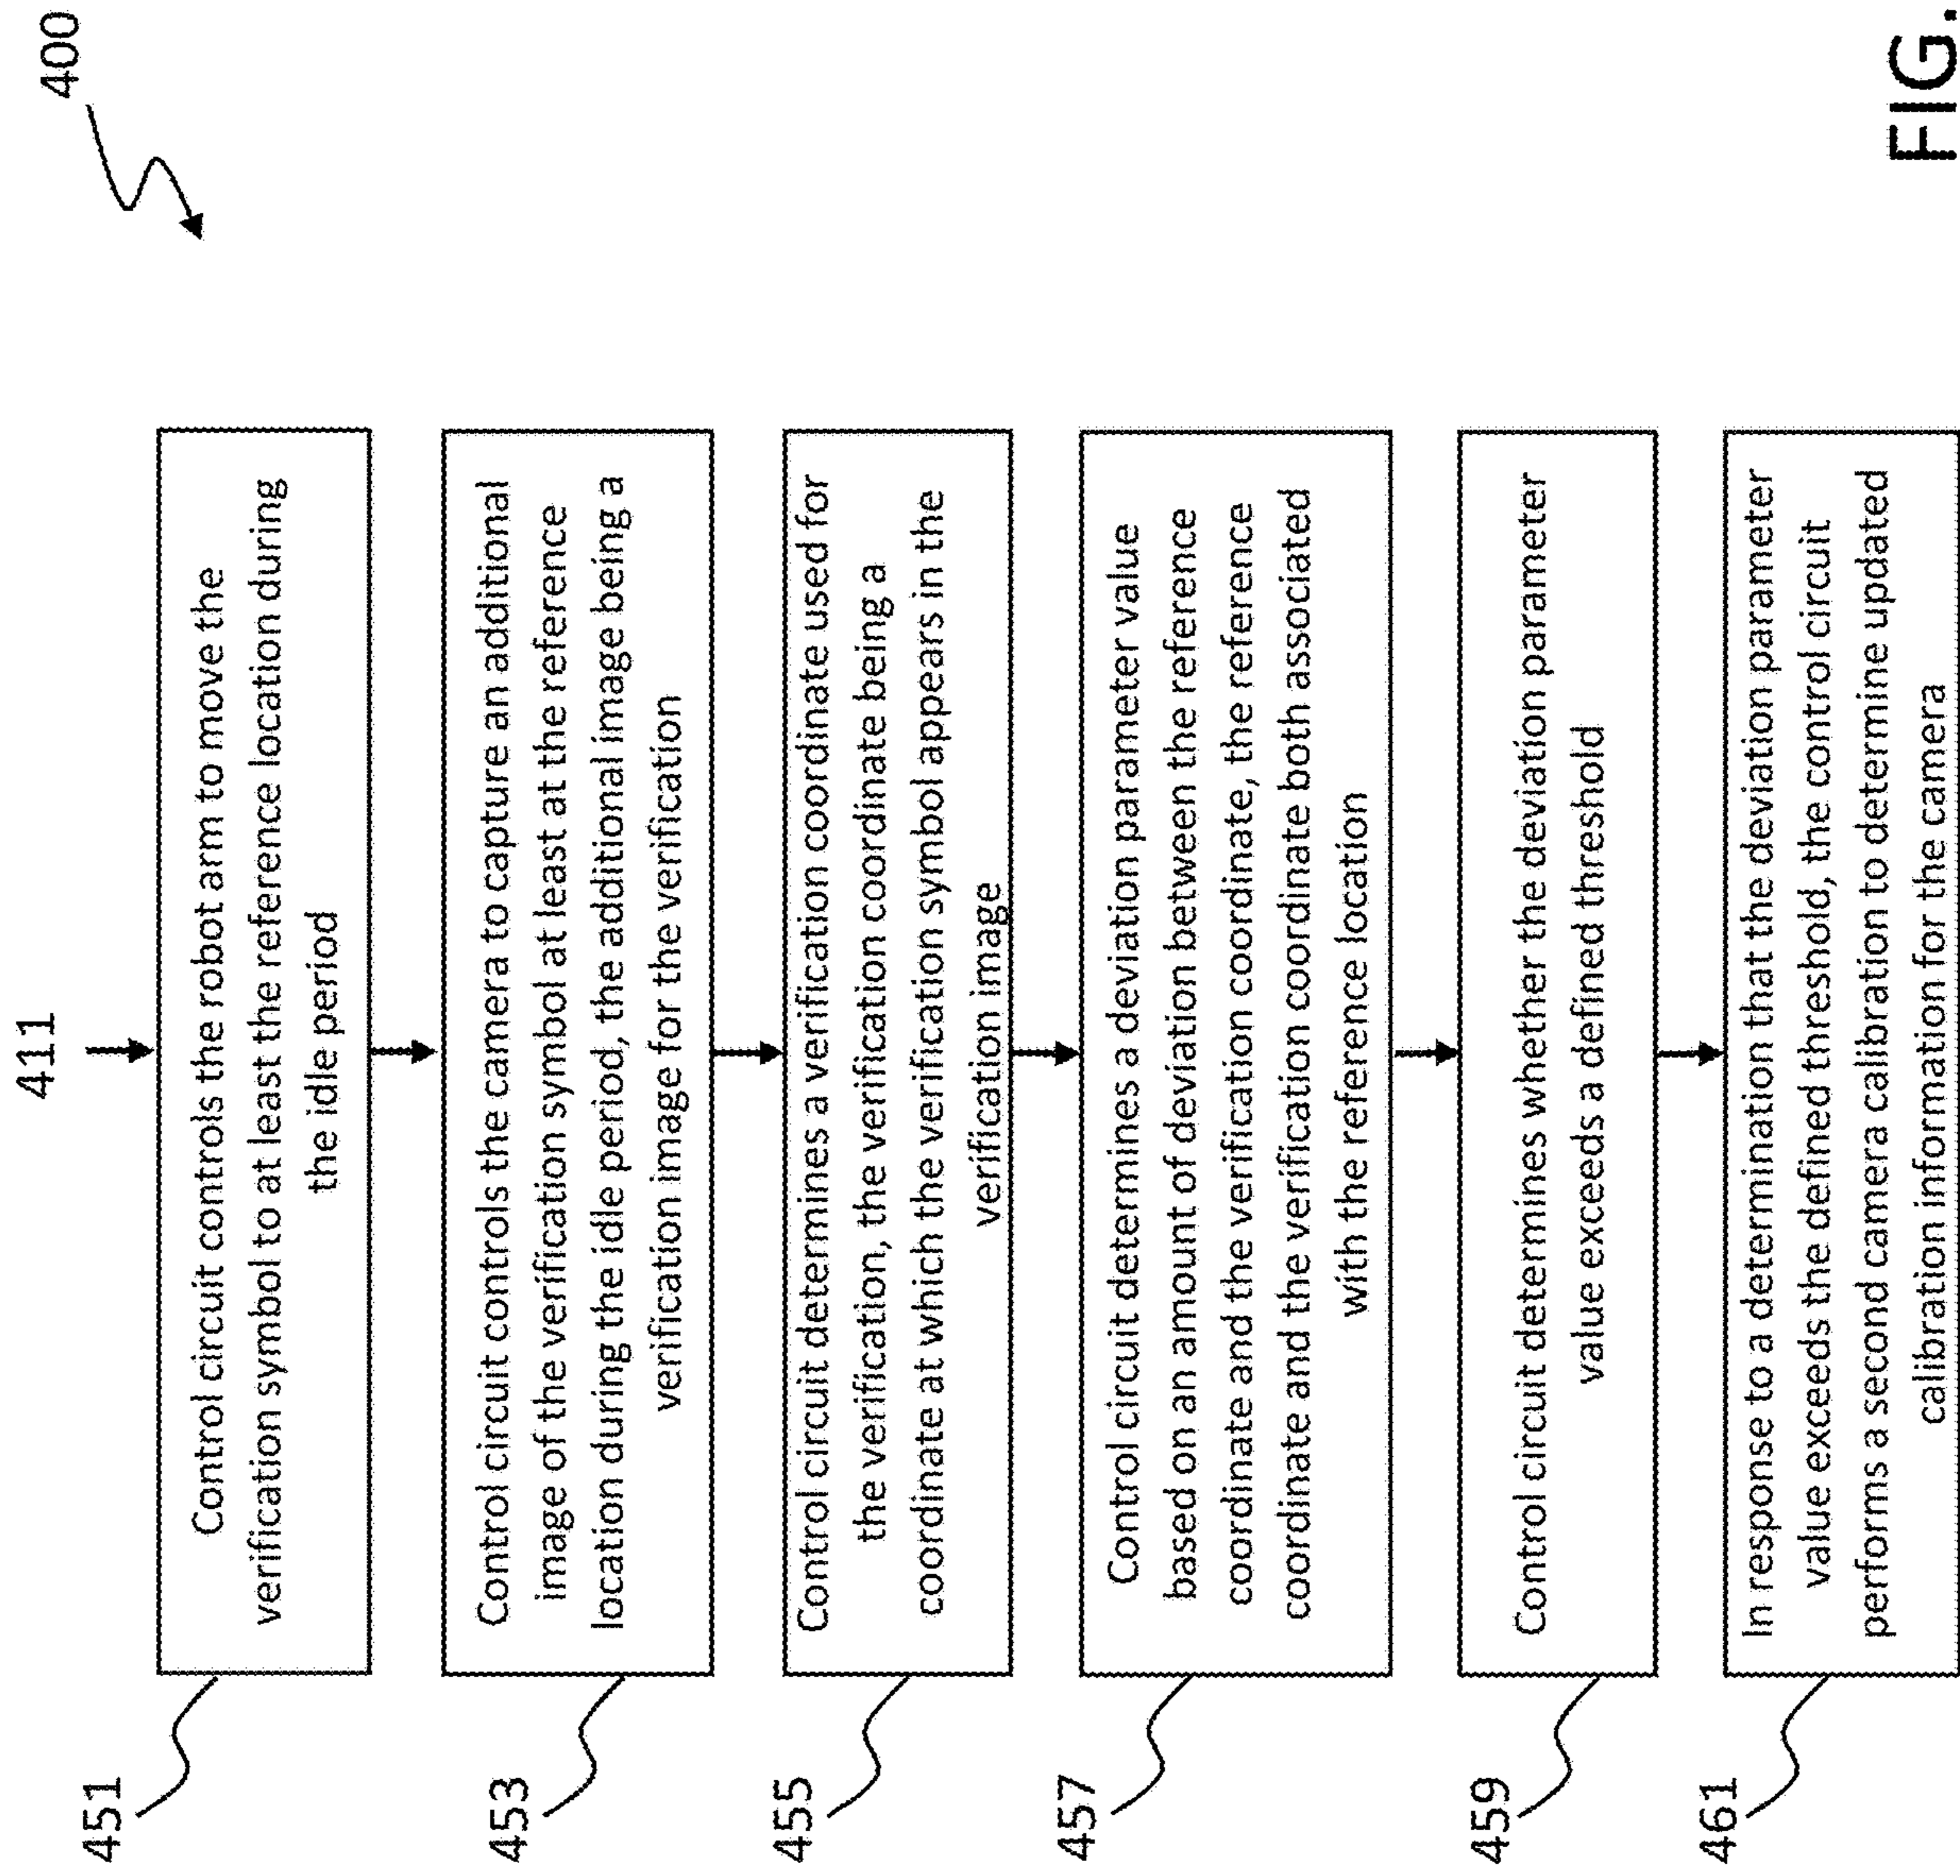 400
411
451
Control circuit controls the robot arm to move the
verification symbol to at least the reference location during
the idle period
453
Control circuit controls the camera to capture an additional
image of the verification symbol at least at the reference
location during the idle period, the additional image being a
verification image for the verification
455
Control circuit determines a verification coordinate used for
the verification, the verification coordinate being a
coordinate at which the verification symbol appears in the
verification image
457
Control circuit determines a deviation parameter value
based on an amount of deviation between the reference
coordinate and the verification coordinate, the reference
coordinate and the verification coordinate both associated
with the reference location
459
Control circuit determines whether the deviation parameter
value exceeds a defined threshold
461
In response to a determination that the deviation parameter
value exceeds the defined threshold, the control circuit
performs a second camera calibration to determine updated
calibration information for the camera
FIG.